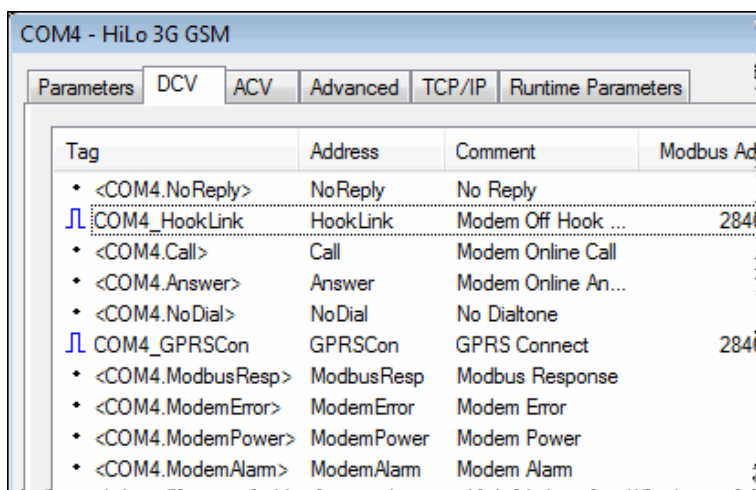 COM4 - HiLo 3G GSM
Parameters DCV ACV Advanced TCP/IP Runtime Parameters
Tag Address Comment Modbus Ad
<COM4.NoReply> NoReply No Reply
COM4_HookLink HookLink Modem Off Hook ... 284
<COM4.Call> Call Modem Online Call
<COM4.Answer> Answer Modem Online An...
<COM4.NoDial> NoDial No Dialtone
COM4_GPRSCon GPRSCon GPRS Connect 284
<COM4.ModbusResp> ModbusResp Modbus Response
<COM4.ModemError> ModemError Modem Error
<COM4.ModemPower> ModemPower Modem Power
<COM4.ModemAlarm> ModemAlarm Modem Alarm